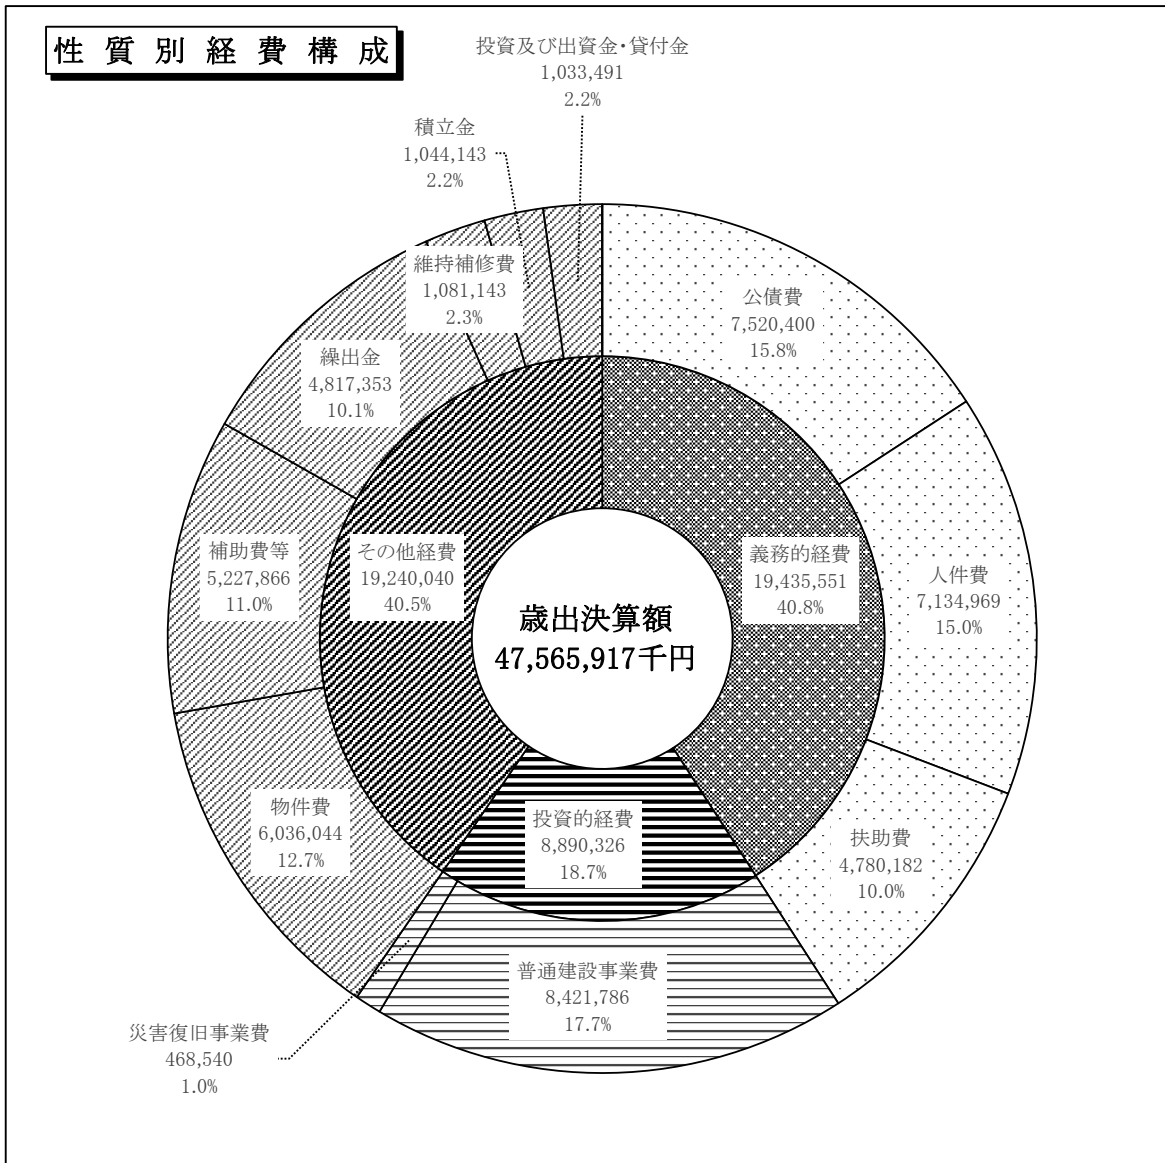 性質別経費構成
投資及び出資金・貸付金
1,033,491
2.2%
積立金
1,044,143
2.2%
維持補修費
1,081,143
2.3%
公債費
7,520,400
15.8%
繰出金
4,817,353
10.1%
補助費等
5,227,866
11.0%
その他経費
19,240,040
40.5%
義務的経費
19,435,551
40.8%
人件費
7,134,969
15.0%
歳出決算額
47,565,917千円
物件費
6,036,044
12.7%
投資的経費
8,890,326
18.7%
扶助費
4,780,182
10.0%
普通建設事業費
8,421,786
17.7%
災害復旧事業費
468,540
1.0%